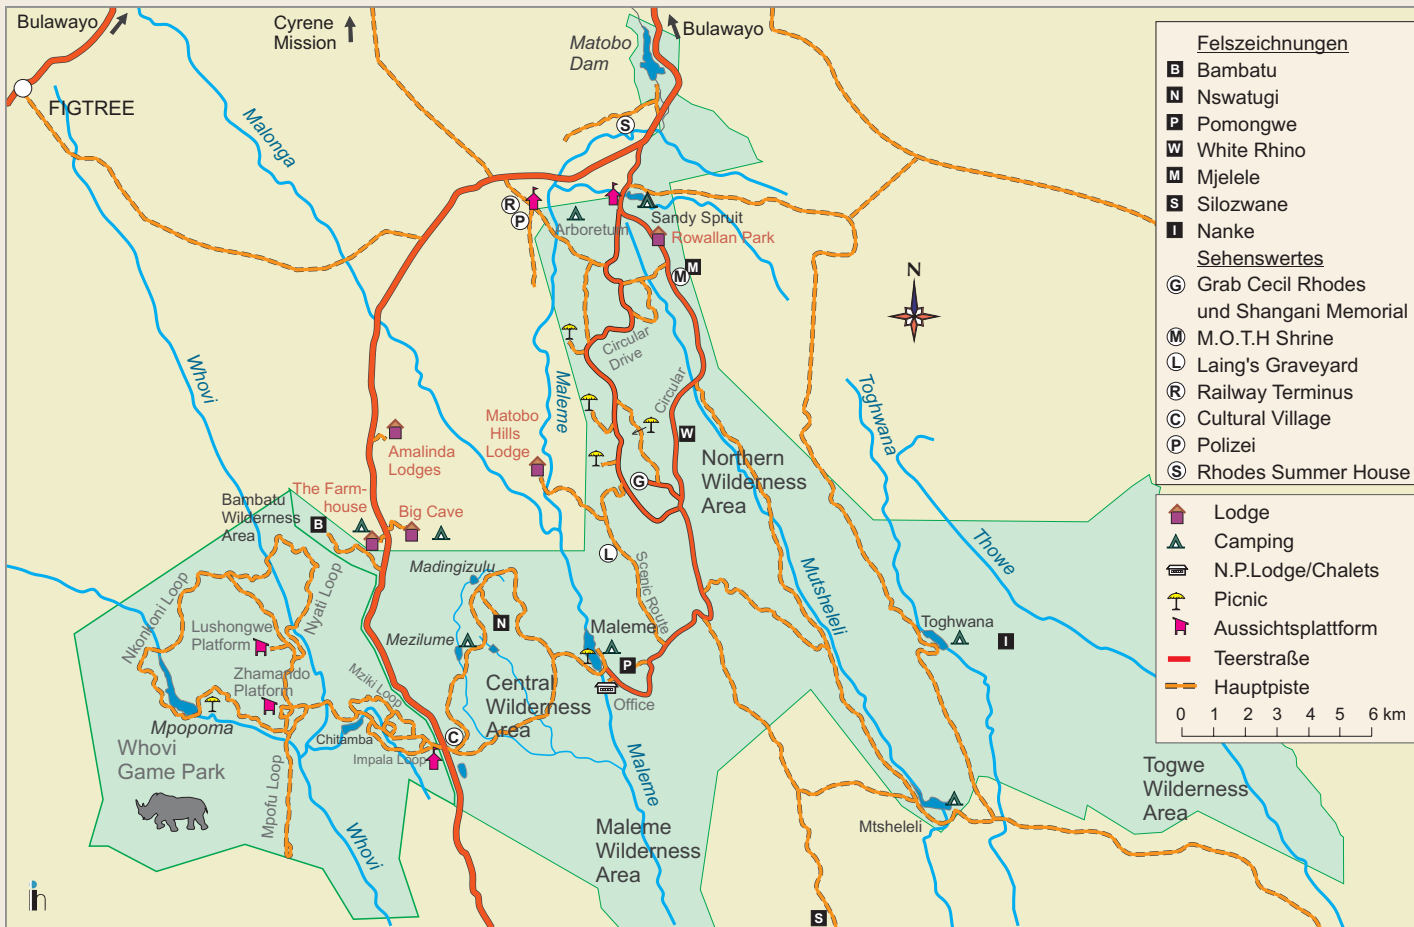 Bulawayo
Cyrene
Mission
Bulawayo
Matobo
Dam
FIGTREE
Malonga
S
R
P
Arboretum
Sandy Spruit
Rowallan Park
M
M
N
Circular
Drive
Circular
Whovi
Maleme
Toghwana
Matobo
Hills
Lodge
Amalinda
Lodges
W
Northern
Wilderness
Area
G
The Farm-
house
Big Cave
Bambatu
Wilderness
Area
B
L
Scenic Route
Thowe
Madingizulu
Nkonkoni Loop
Nyati Loop
Mutsheleli
Lushongwe
Platform
Mezilume
N
Maleme
P
Toghwana
I
Zhamando
Platform
Mziki Loop
Central
Wilderness
Area
Office
Mpopoma
Chitamba
Impala Loop
C
Whovi
Game Park
Mpofu Loop
Whovi
Maleme
Maleme
Wilderness
Area
Mtsheleli
Togwe
Wilderness
Area
S
ih
Felszeichnungen
B Bambatu
N Nswatugi
P Pomongwe
W White Rhino
M Mjelele
S Silozwane
I Nanke
Sehenswertes
G Grab Cecil Rhodes
und Shangani Memorial
M M.O.T.H Shrine
L Laing's Graveyard
R Railway Terminus
C Cultural Village
P Polizei
S Rhodes Summer House
Lodge
Camping
N.P.Lodge/Chalets
Picnic
Aussichtsplattform
Teerstraße
Hauptpiste
0 1 2 3 4 5 6 km